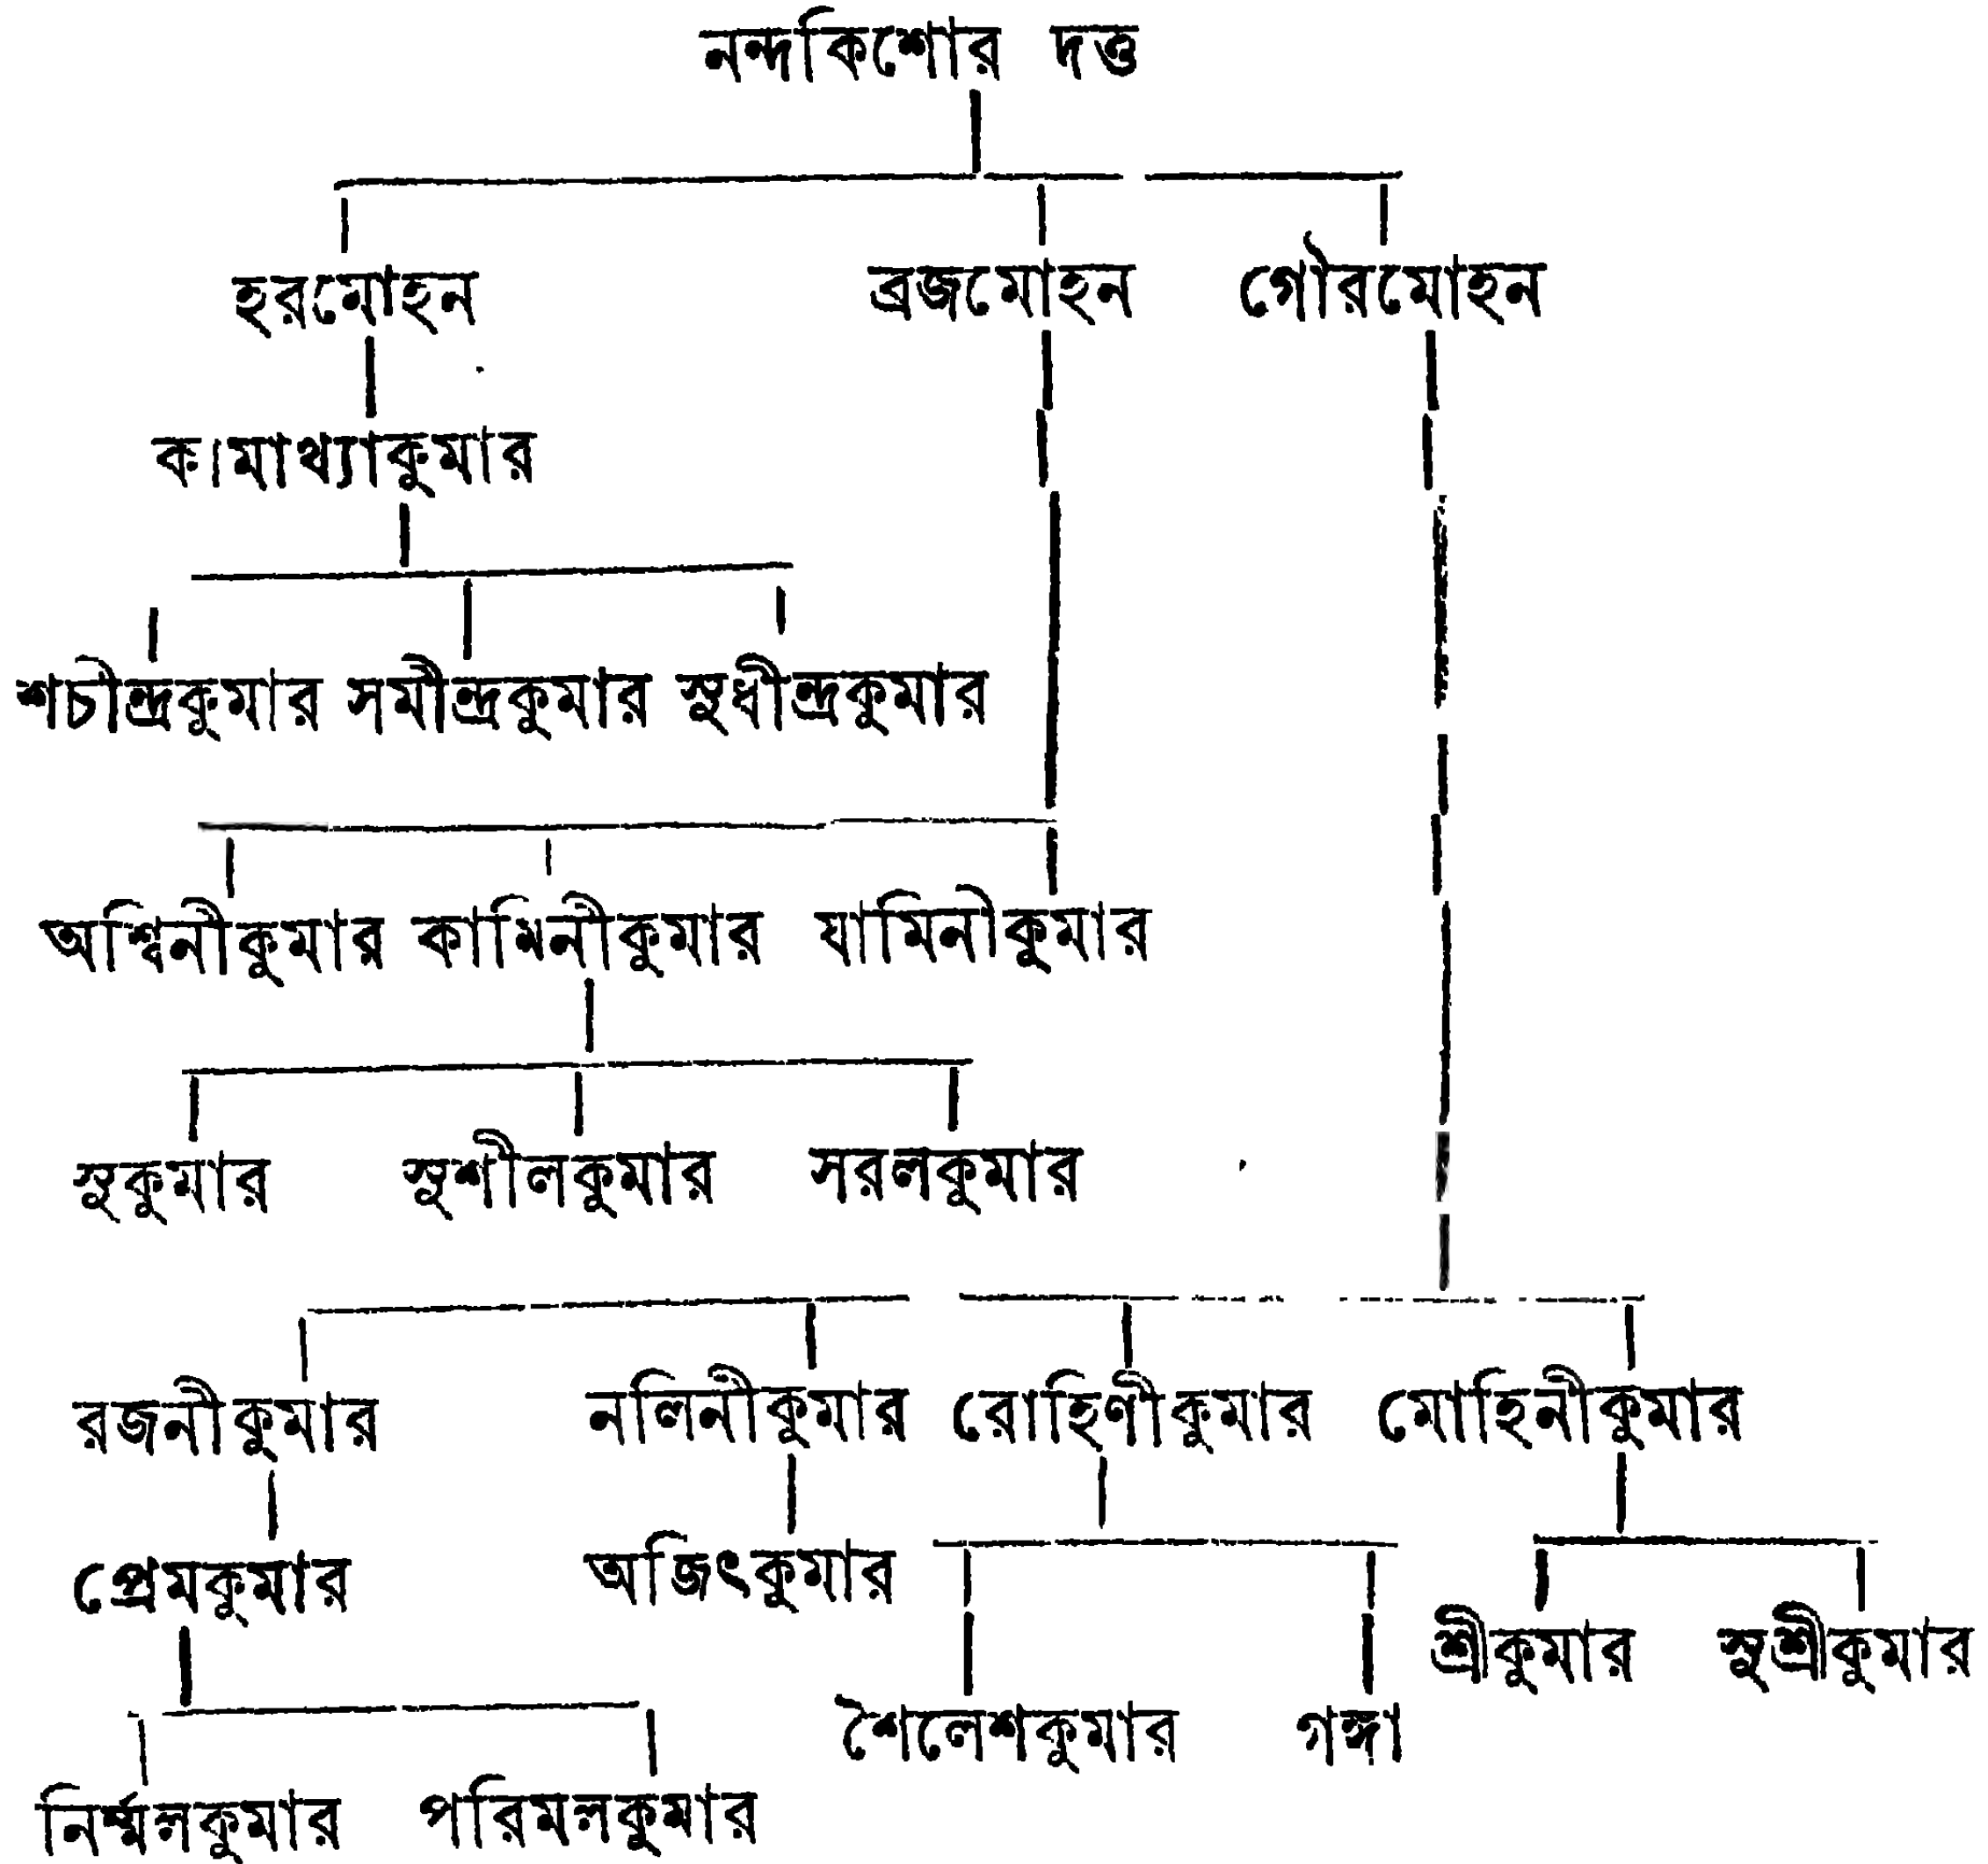 নন্দকিশোর দত্ত
হরমোহন ব্রজমোহন গৌরমোহন
কামাখ্যাকুমার
শচীন্দ্রকুমার সমীন্দ্রকুমার সুধীন্দ্রকুমার
অশ্বিনীকুমার কামিনীকুমার যামিনীকুমার
সুকুমার সুশীলকুমার সরলকুমার
রজনীকুমার নলিনীকুমার রোহিণীকুমার মোহিনীকুমার
প্রেমকুমার অজিৎকুমার
শ্রীকুমার সুশ্রীকুমার
শৈলেশকুমার গঙ্গা
নির্ম্মলকুমার পরিমলকুমার